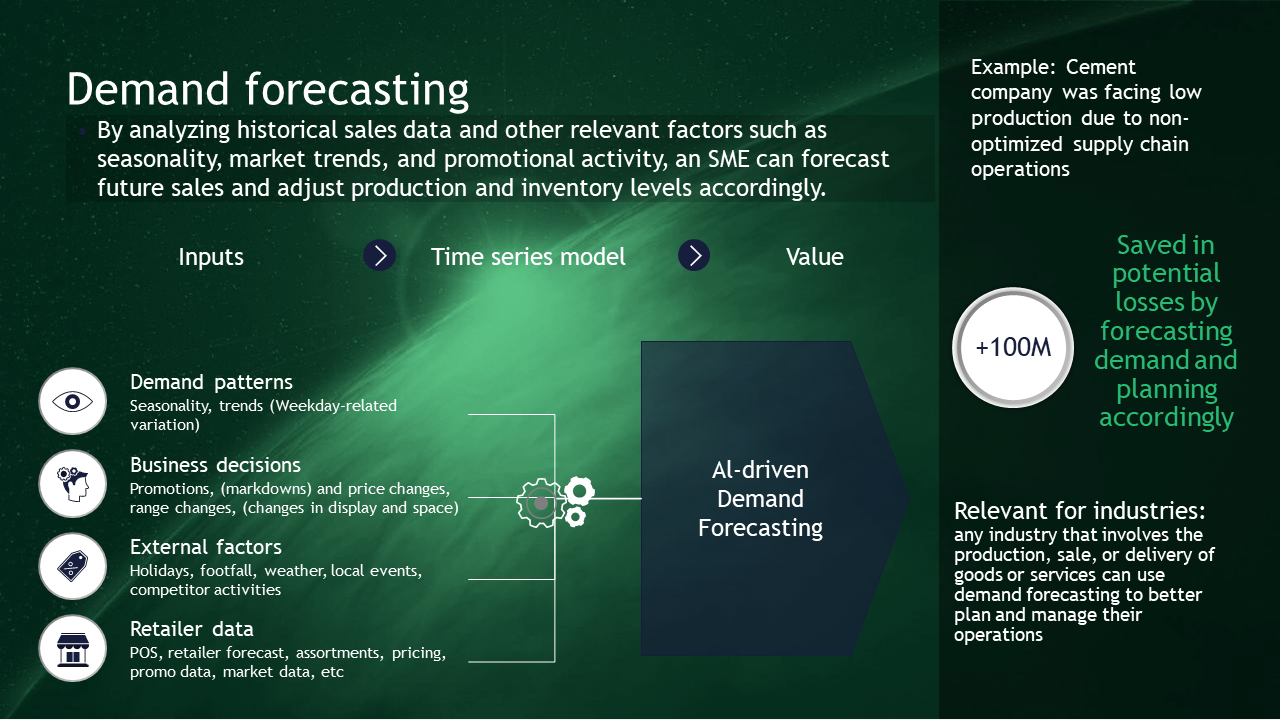 Demand forecasting
By analyzing historical sales data and other relevant factors such as
seasonality, market trends, and promotional activity, an SME can forecast
future sales and adjust production and inventory levels accordingly.
Inputs
Time series model
Value
Demand patterns
Seasonality, trends (Weekday-related
variation)
Business decisions
Promotions, (markdowns) and price changes,
range changes, (changes in display and space)
External factors
Holidays, footfall, weather, local events,
competitor activities
Retailer data
POS, retailer forecast, assortments, pricing,
promo data, market data, etc
AI-driven
Demand
Forecasting
Example: Cement
company was facing low
production due to non-
optimized supply chain
operations
+100M
Saved in
potential
losses by
forecasting
demand and
planning
accordingly
Relevant for industries:
any industry that involves the
production, sale, or delivery of
goods or services can use
demand forecasting to better
plan and manage their
operations